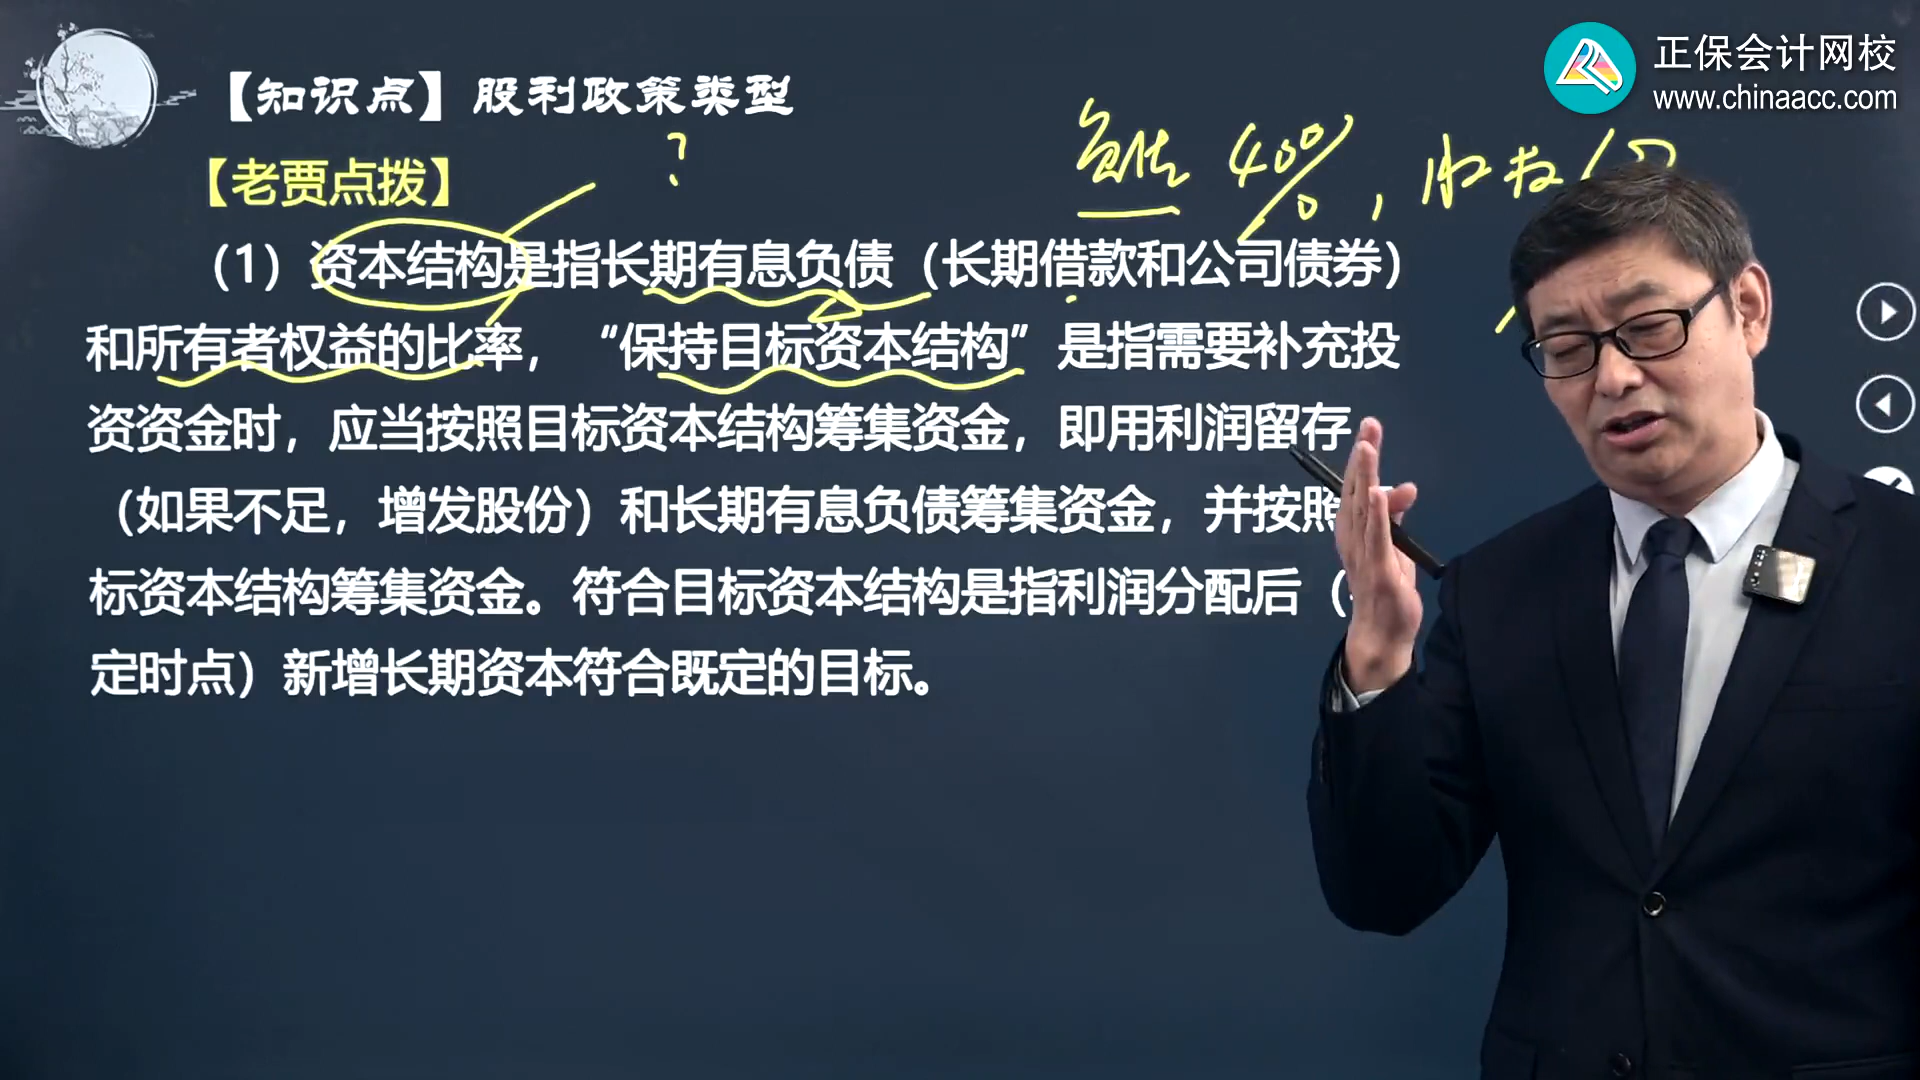 正保会计网校
www.chinaacc.com
【知识点】股利政策类型
?
负债 40%，
【老贾点拨】
（1）资本结构是指长期有息负债（长期借款和公司债券）
和所有者权益的比率，“保持目标资本结构”是指需要补充投
资资金时，应当按照目标资本结构筹集资金，即用利润留存
（如果不足，增发股份）和长期有息负债筹集资金，并按照
标资本结构筹集资金。符合目标资本结构是指利润分配后（
定时点）新增长期资本符合既定的目标。